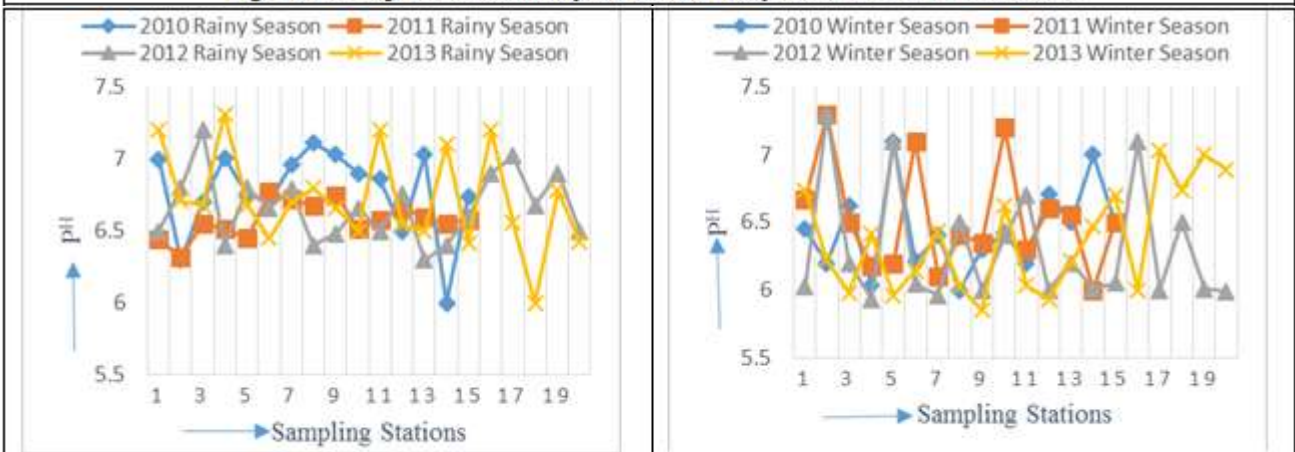 2010 Rainy Season 2011 Rainy Season
2012 Rainy Season 2013 Rainy Season
7.5
7
6.5
6
5.5
pH
1 3 5 7 9 11 13 15 17 19
Sampling Stations
2010 Winter Season 2011 Winter Season
2012 Winter Season 2013 Winter Season
7.5
7
6.5
6
5.5
pH
1 3 5 7 9 11 13 15 17 19
Sampling Stations